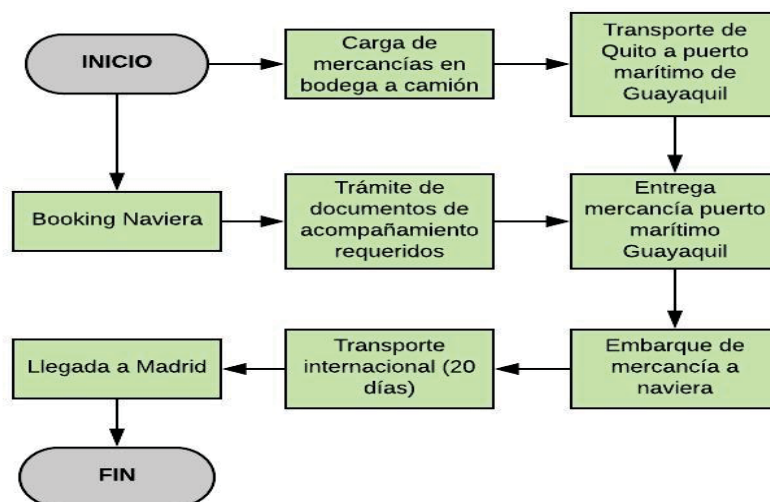 INICIO
Carga de
mercancías en
bodega a camión
Transporte de
Quito a puerto
marítimo de
Guayaquil
Booking Naviera
Trámite de
documentos de
acompañamiento
requeridos
Entrega
mercancía puerto
marítimo
Guayaquil
Llegada a Madrid
Transporte
internacional (20
días)
Embarque de
mercancía a
naviera
FIN